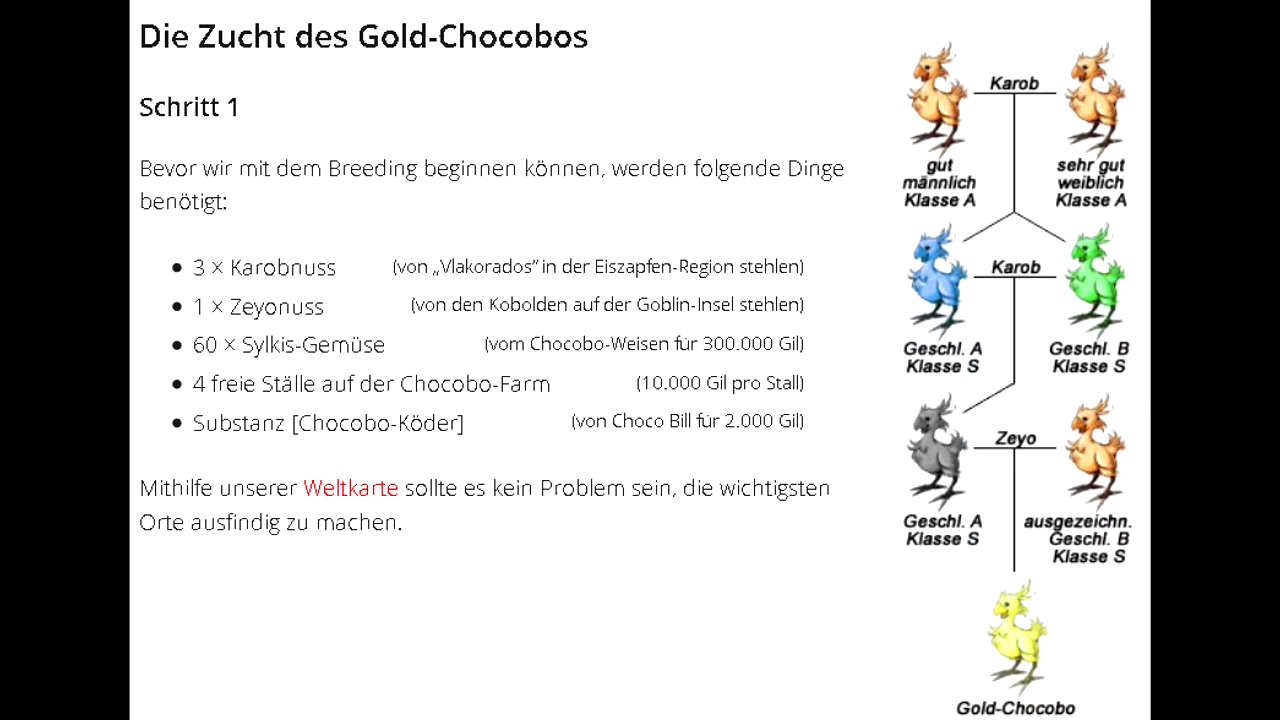 Die Zucht des Gold-Chocobos
Schritt 1
Bevor wir mit dem Breeding beginnen können, werden folgende Dinge
benötigt:
• 3 × Karobnuss (von „Vlakorados” in der Eiszapfen-Region stehlen)
• 1 × Zeyonuss (von den Kobolden auf der Goblin-Insel stehlen)
• 60 × Sylkis-Gemüse (vom Chocobo-Weisen für 300.000 Gil)
• 4 freie Ställe auf der Chocobo-Farm (10.000 Gil pro Stall)
• Substanz [Chocobo-Köder] (von Choco Bill für 2.000 Gil)
Mithilfe unserer Weltkarte sollte es kein Problem sein, die wichtigsten
Orte ausfindig zu machen.
Karob
gut
männlich
Klasse A
sehr gut
weiblich
Klasse A
Karob
Geschl. A
Klasse S
Geschl. B
Klasse S
Zeyo
Geschl. A
Klasse S
ausgezeichn.
Geschl. B
Klasse S
Gold-Chocobo